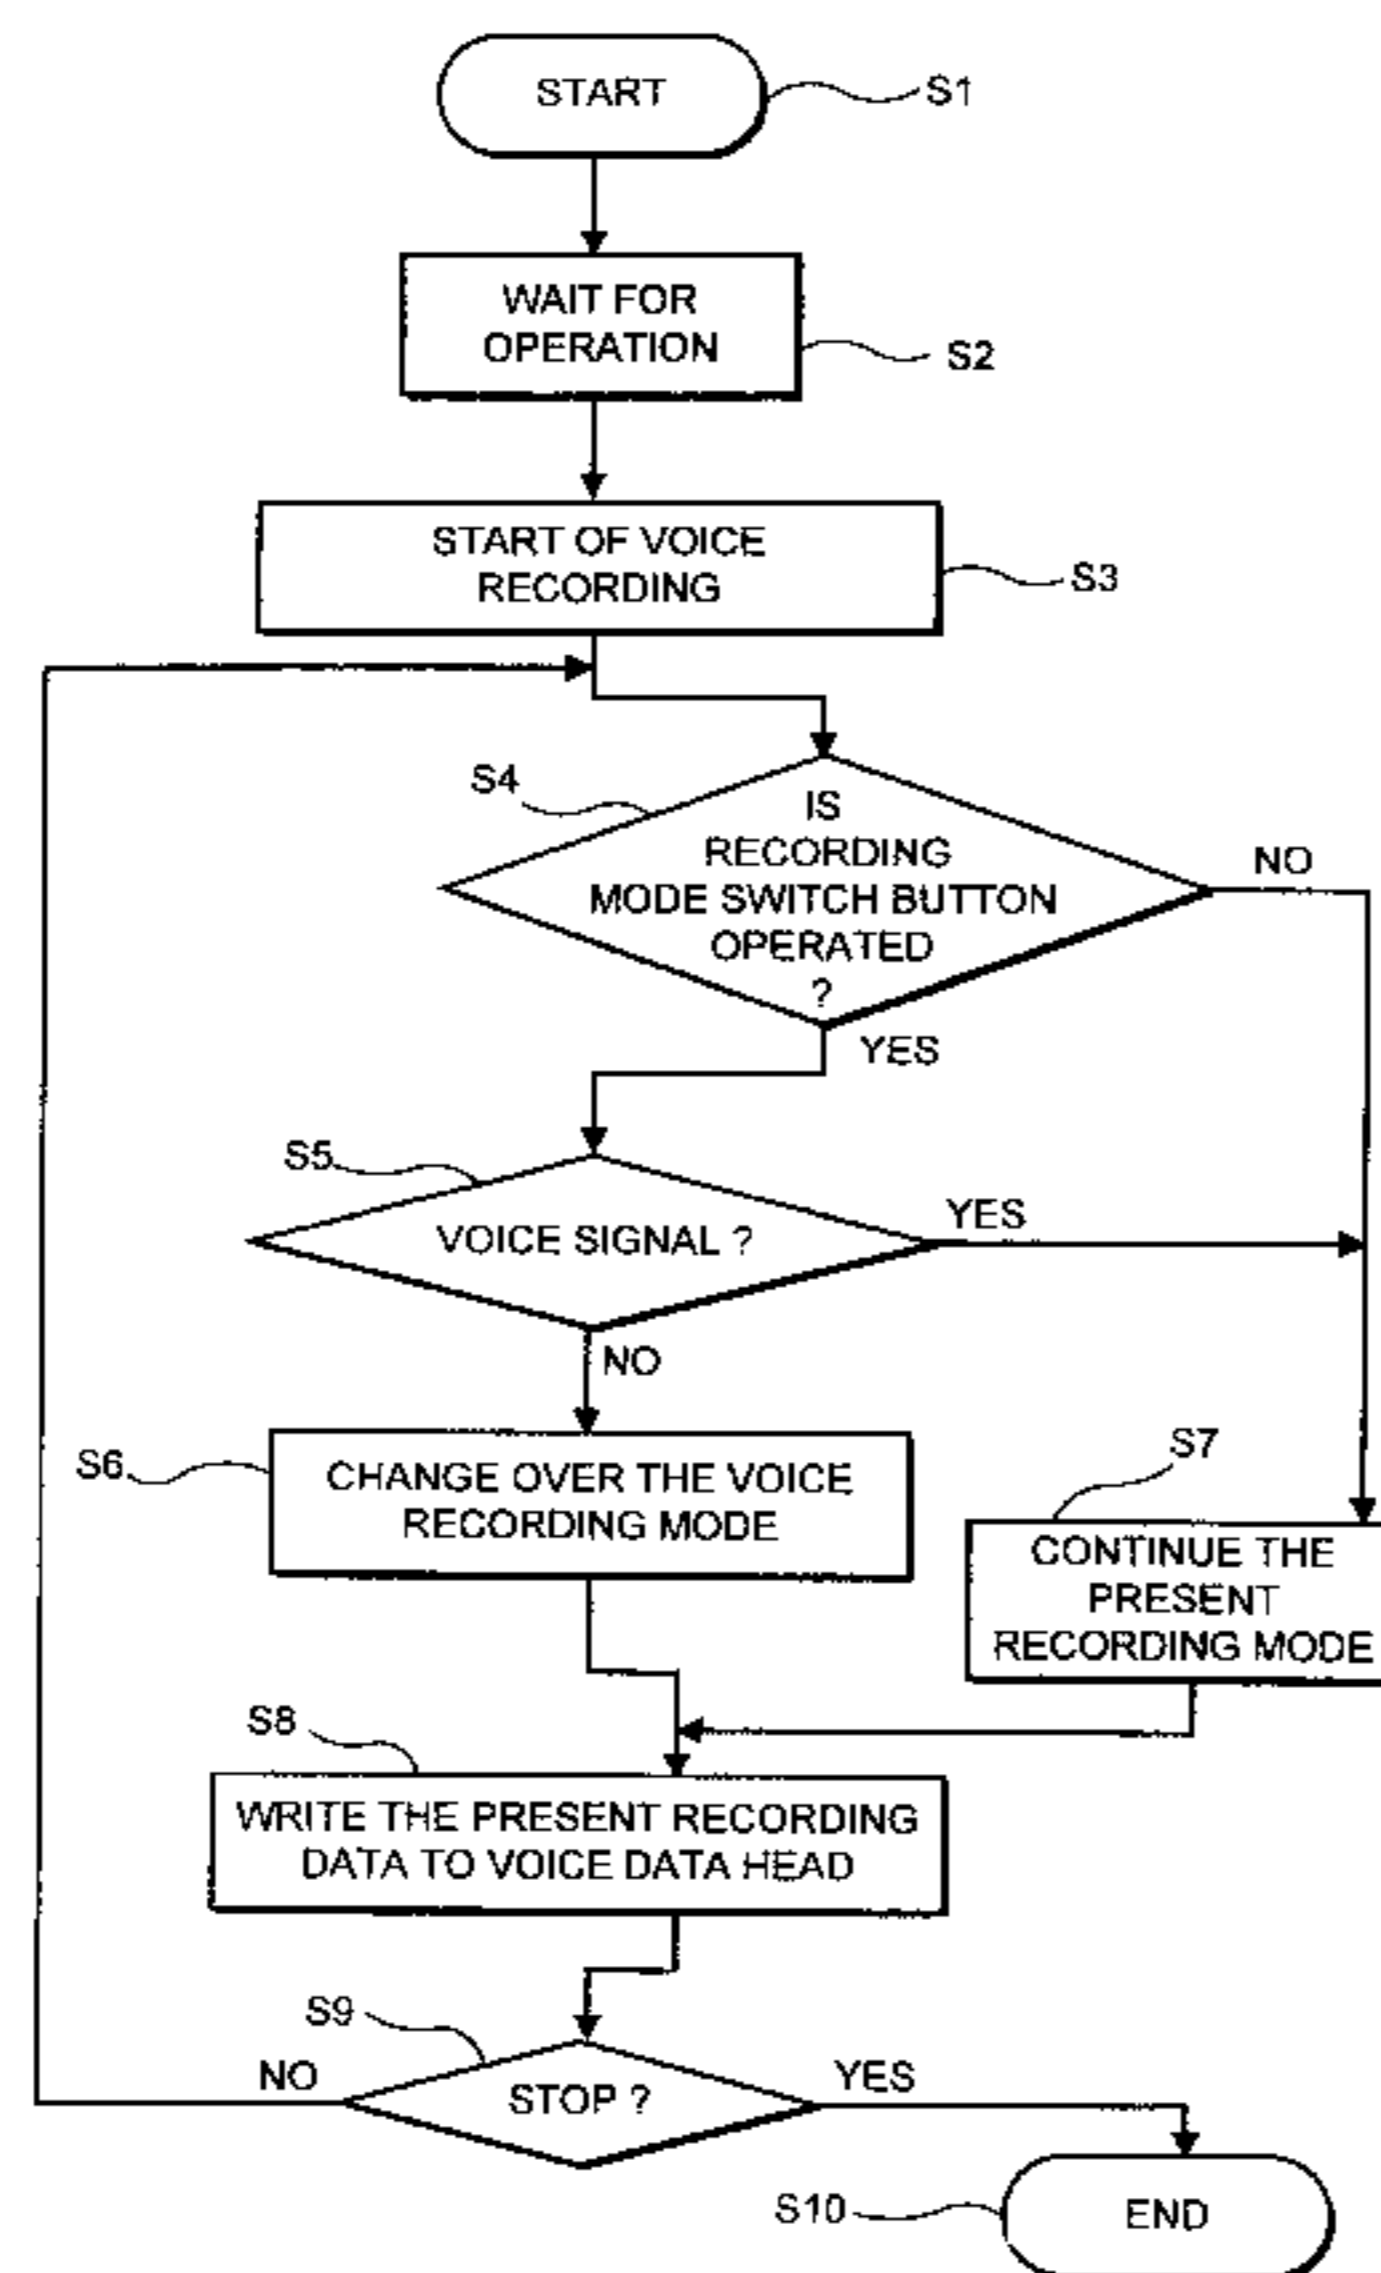 START
S1
WAIT FOR
OPERATION
S2
START OF VOICE
RECORDING
S3
S4
IS
RECORDING
MODE SWITCH BUTTON
OPERATED
?
NO
YES
S5
VOICE SIGNAL ?
YES
NO
S6
CHANGE OVER THE VOICE
RECORDING MODE
S7
CONTINUE THE
PRESENT
RECORDING MODE
S8
WRITE THE PRESENT RECORDING
DATA TO VOICE DATA HEAD
S9
NO
STOP ?
YES
S10
END